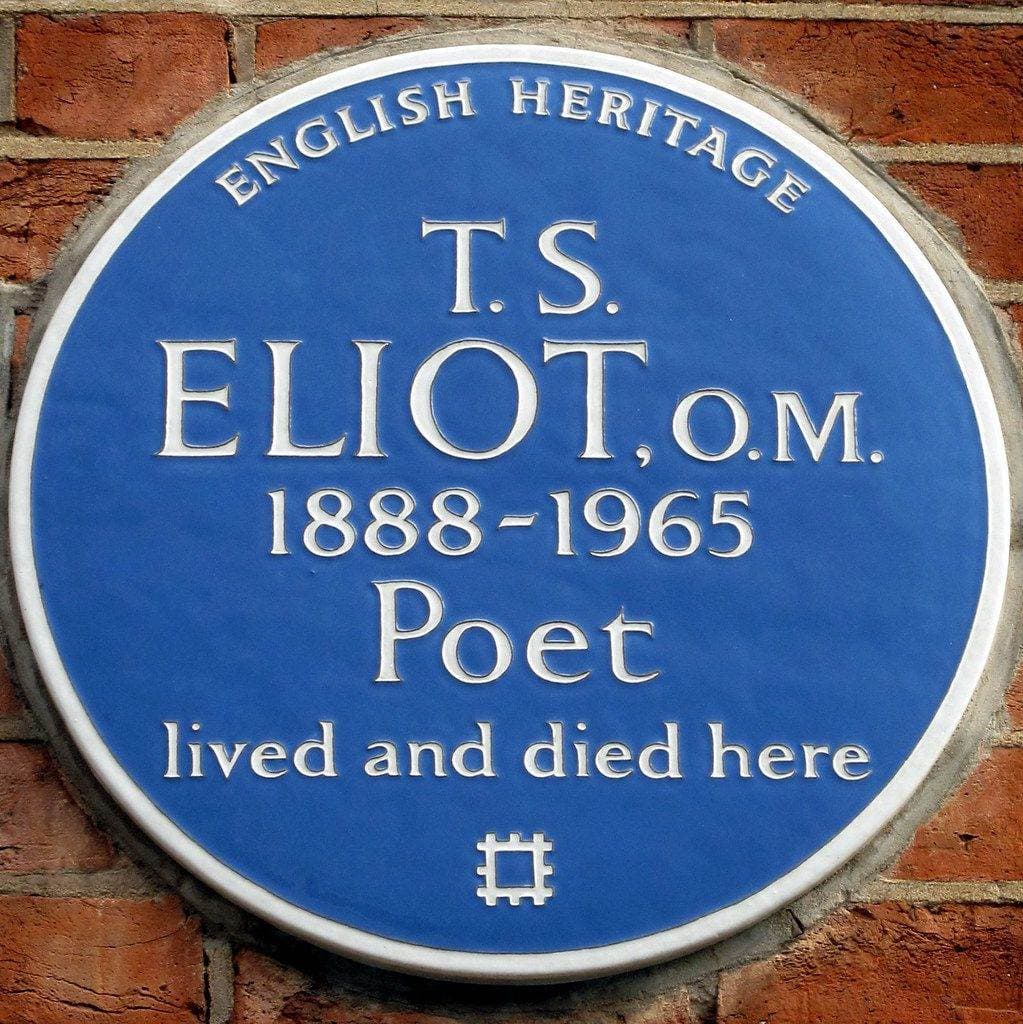 ENGLISH HERITAGE
T. S.
ELIOT, O.M.
1888-1965
Poet
lived and died here